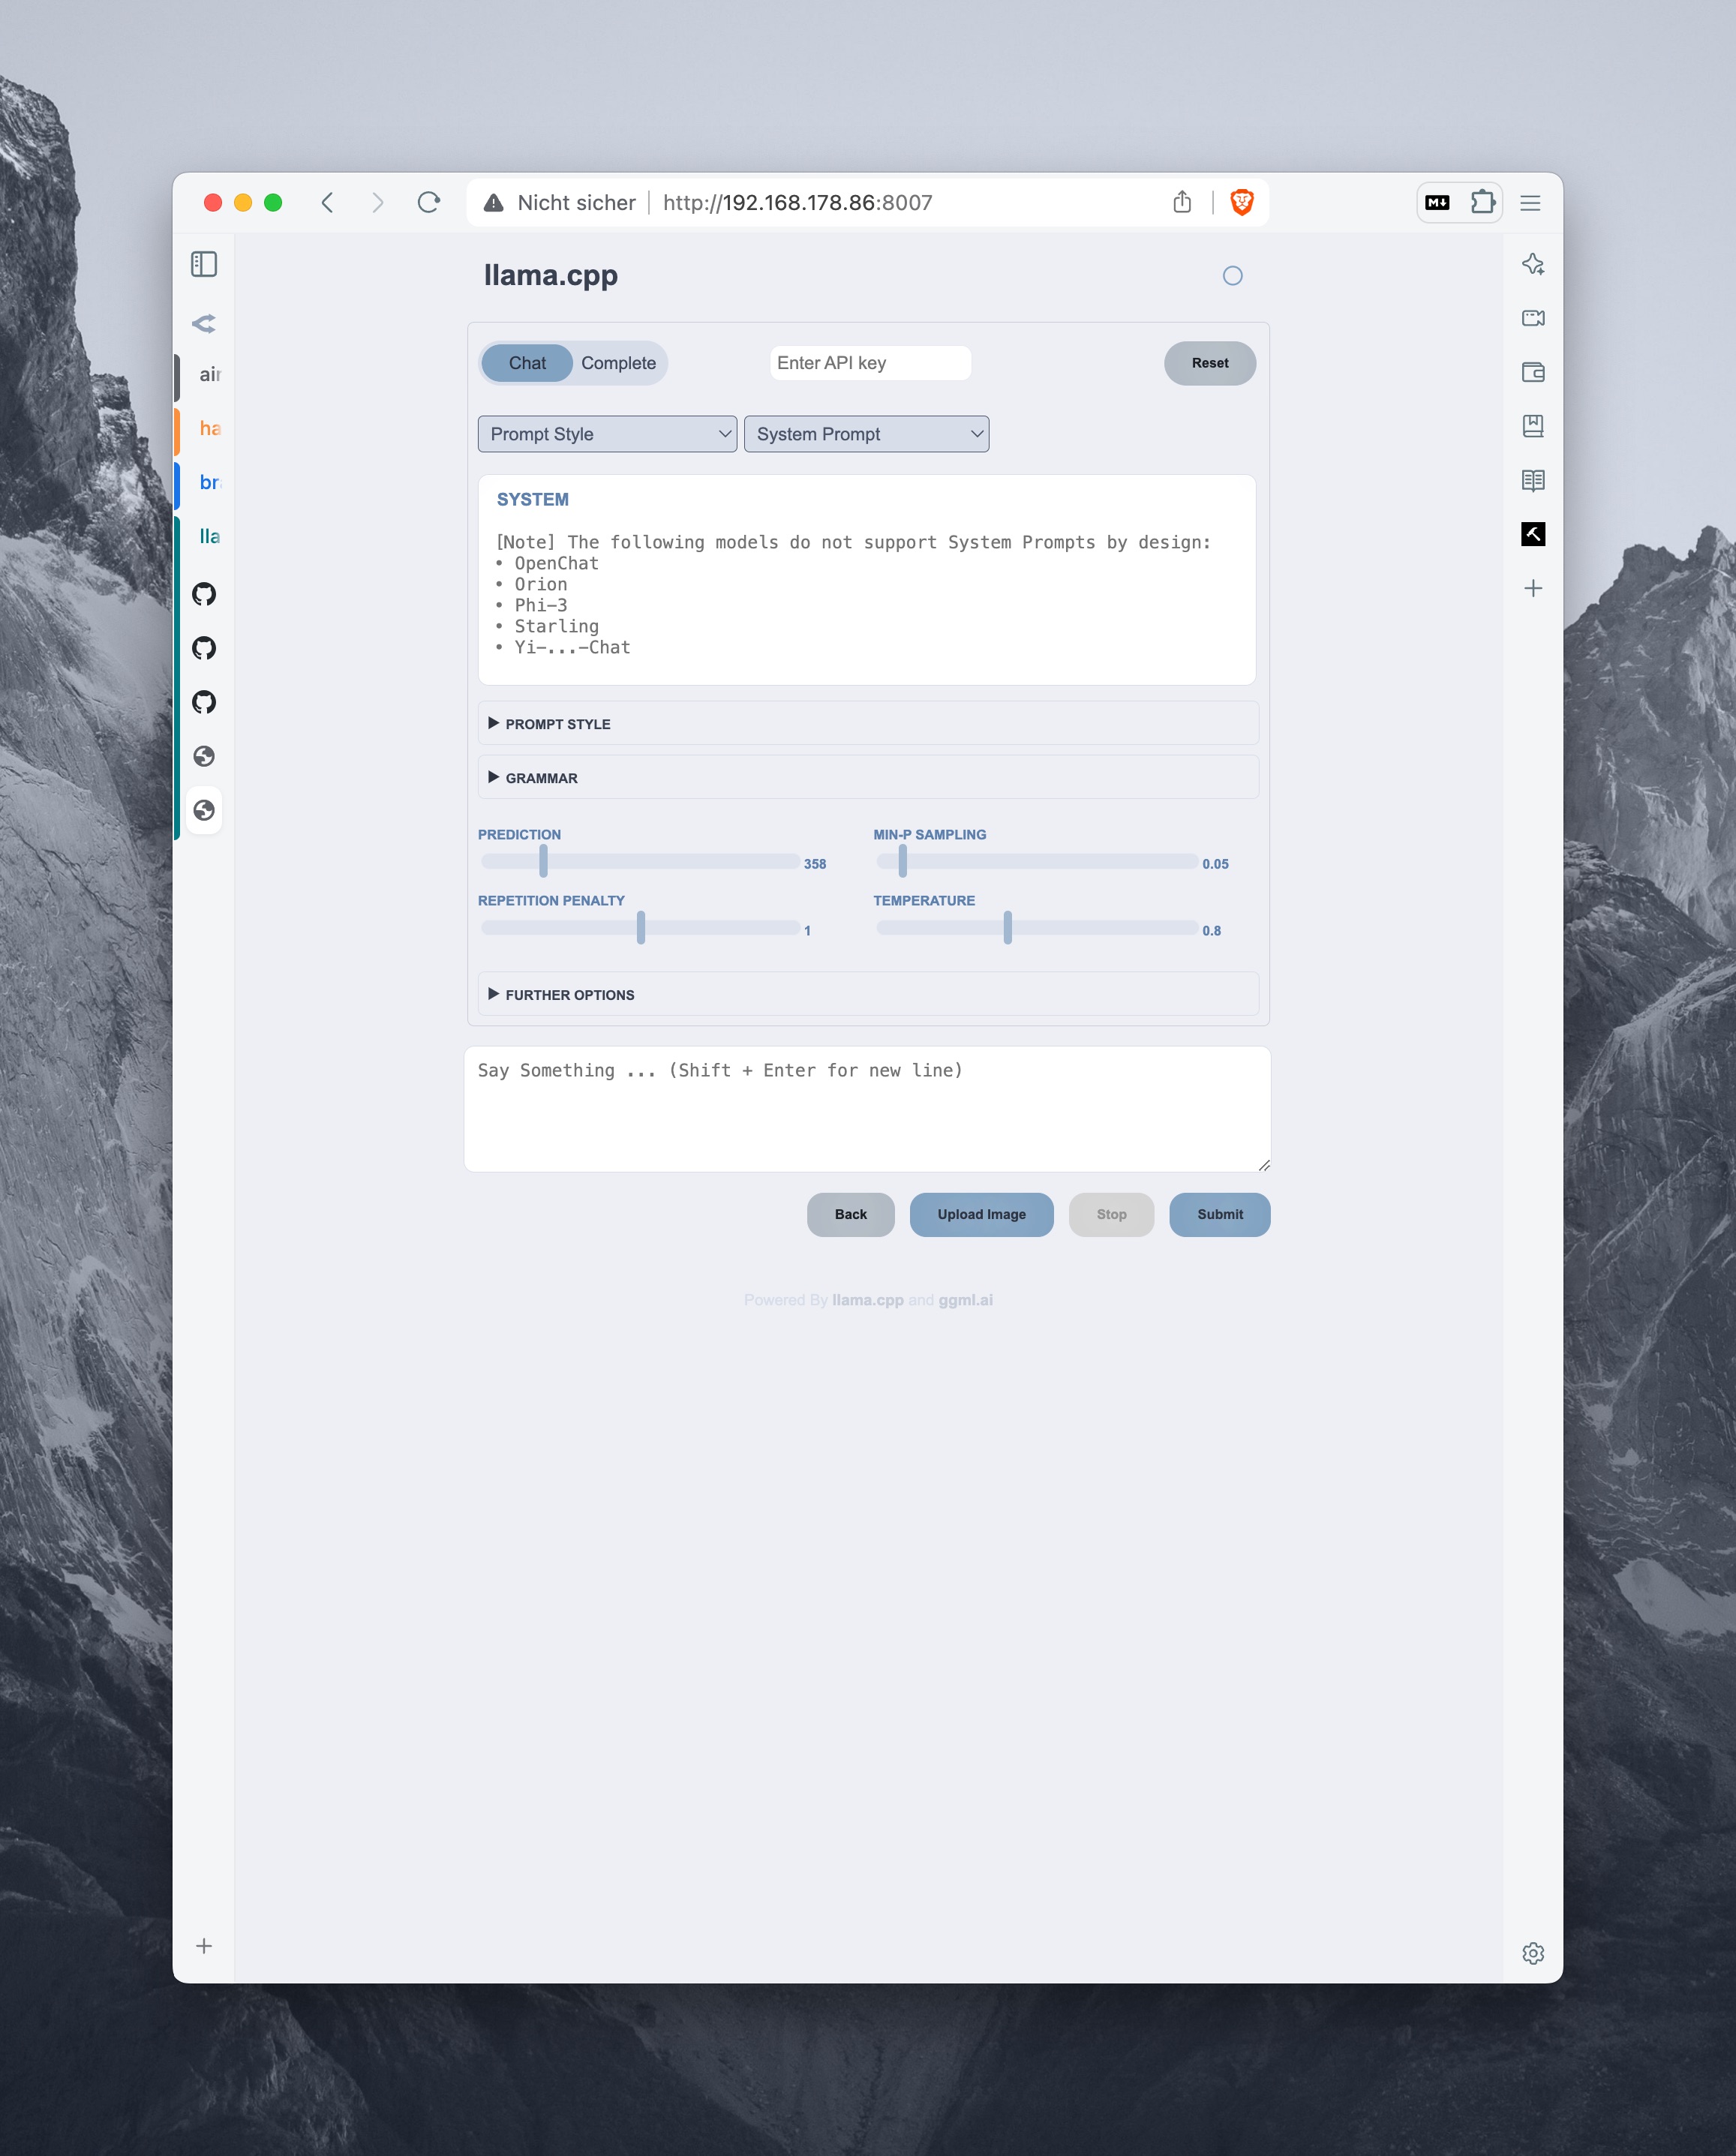 Nicht sicher | http://192.168.178.86:8007
M↓
llama.cpp
air
ha
bra
lla
Chat Complete Enter API key Reset
Prompt Style System Prompt
SYSTEM
[Note] The following models do not support System Prompts by design:
• OpenChat
• Orion
• Phi-3
• Starling
• Yi-...-Chat
PROMPT STYLE
GRAMMAR
PREDICTION
358
MIN-P SAMPLING
0.05
REPETITION PENALTY
1
TEMPERATURE
0.8
FURTHER OPTIONS
Say Something ... (Shift + Enter for new line)
Back Upload Image Stop Submit
Powered By llama.cpp and ggml.ai